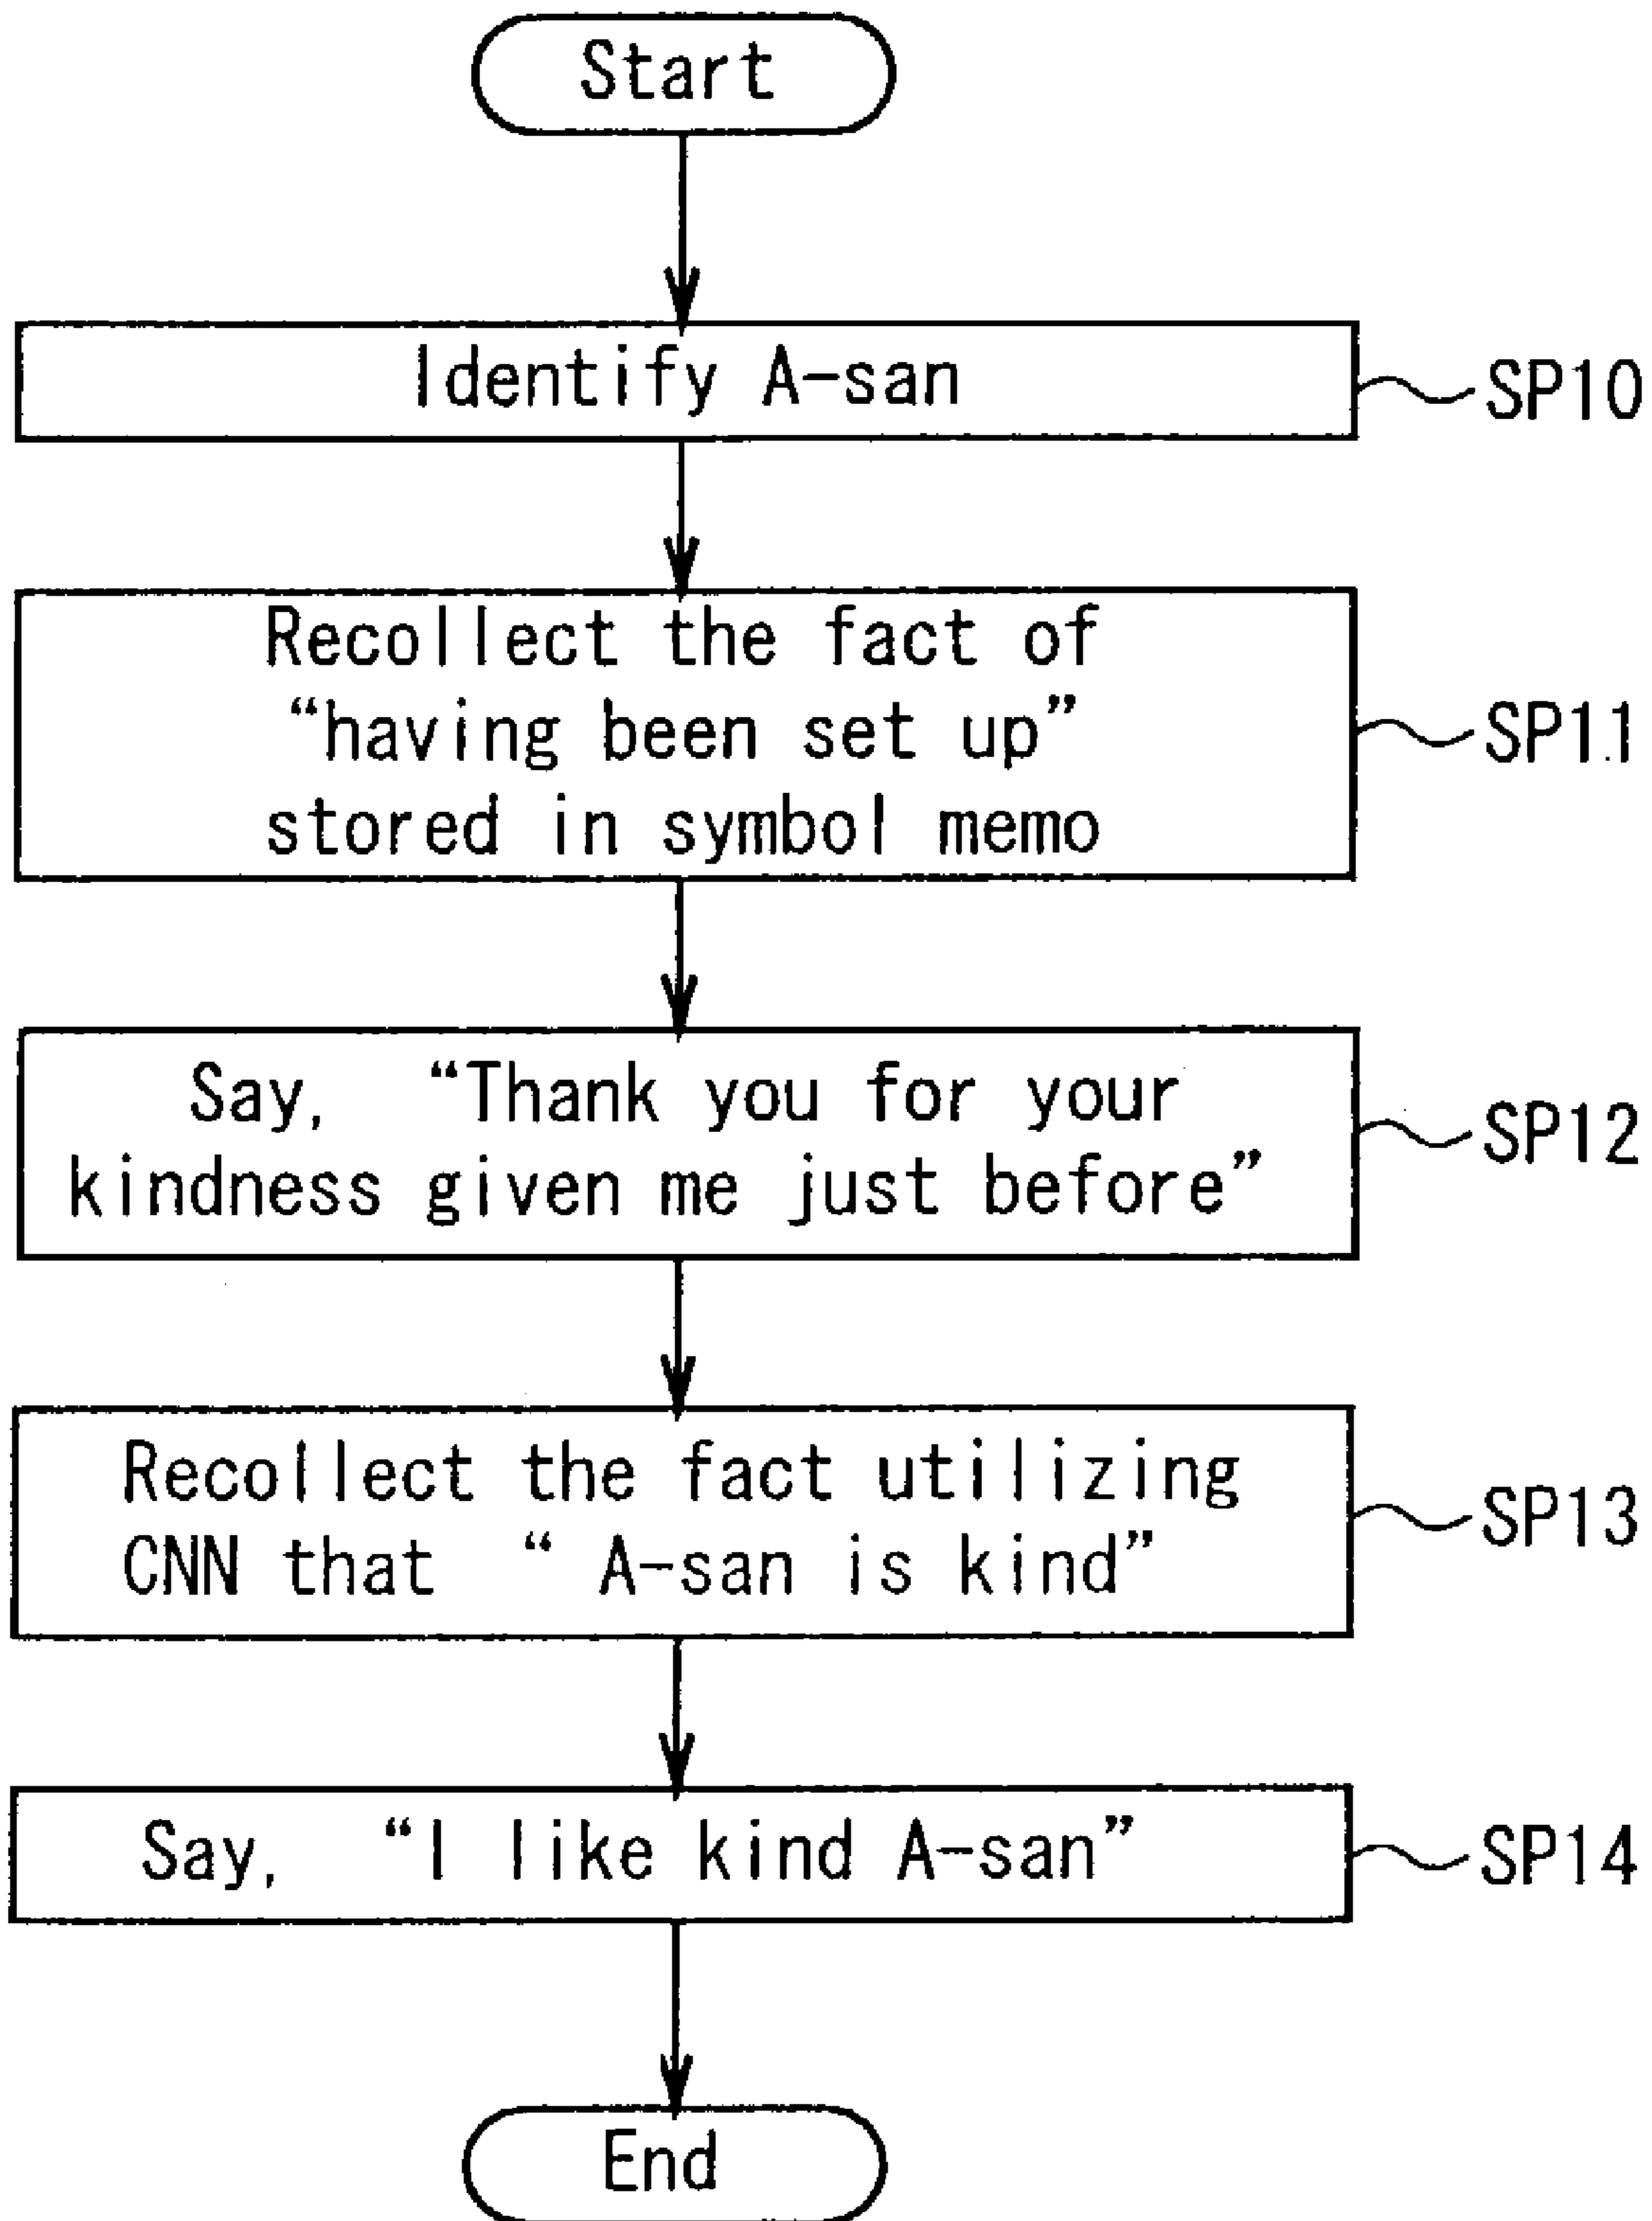 Start
Identify A-san
SP10
Recollect the fact of
“having been set up”
stored in symbol memo
SP11
Say, “Thank you for your
kindness given me just before”
SP12
Recollect the fact utilizing
CNN that “ A-san is kind”
SP13
Say, “I like kind A-san”
SP14
End